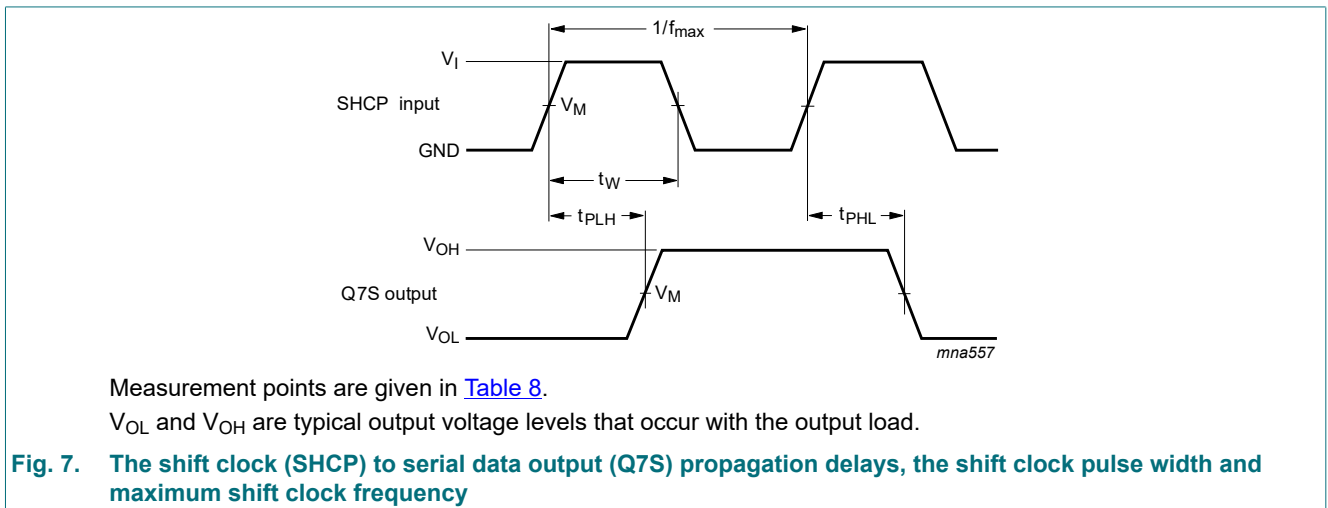 1/fmax
VI
SHCP input
VM
GND
tW
tPLH
tPHL
VOH
Q7S output
VM
VOL
mna557
Measurement points are given in Table 8.
VOL and VOH are typical output voltage levels that occur with the output load.
Fig. 7. The shift clock (SHCP) to serial data output (Q7S) propagation delays, the shift clock pulse width and
maximum shift clock frequency